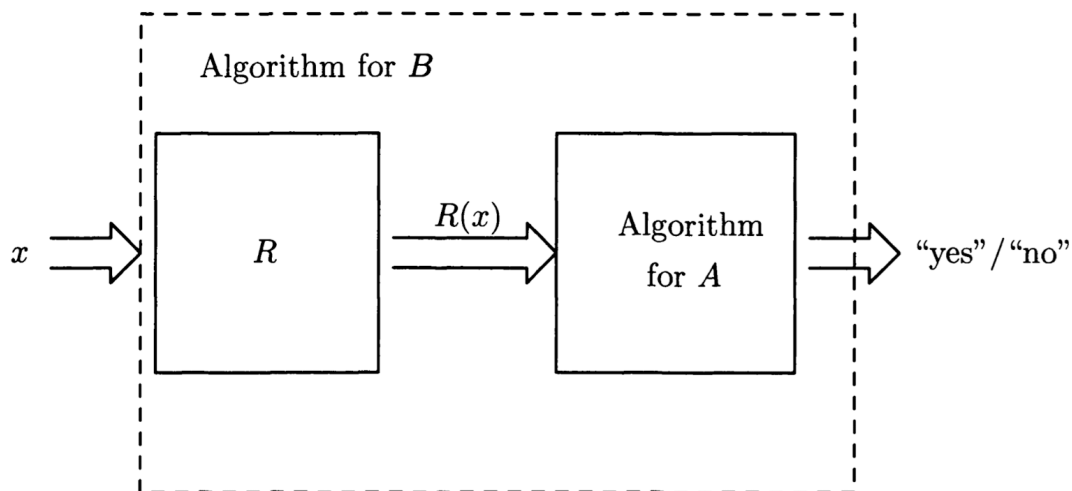 Algorithm for B
x
R
R(x)
Algorithm
for A
“yes”/“no”